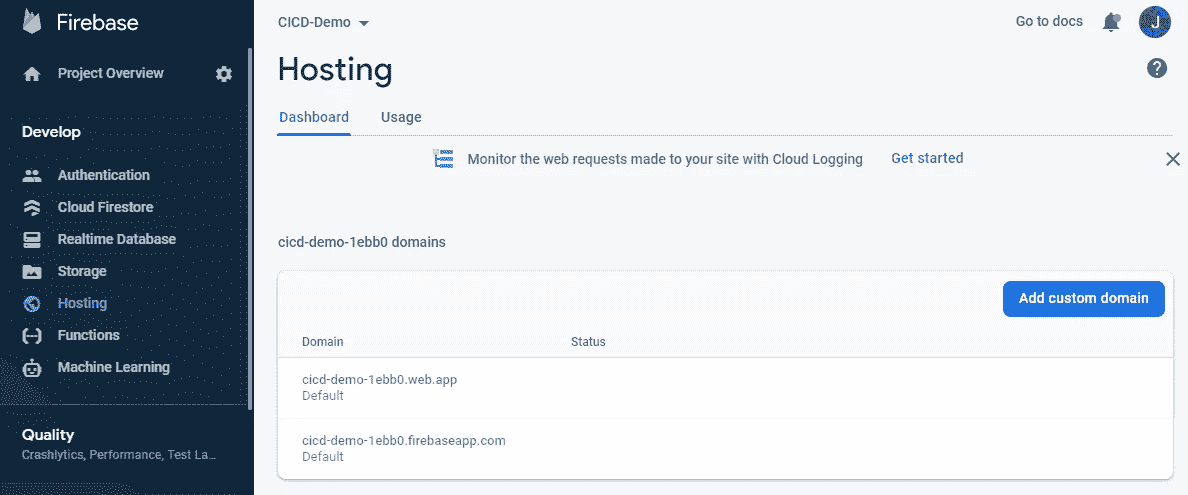 Firebase
Project Overview
Develop
Authentication
Cloud Firestore
Realtime Database
Storage
Hosting
Functions
Machine Learning
Quality
Crashlytics, Performance, Test La...
CICD-Demo
Go to docs
J
Hosting
?
Dashboard Usage
Monitor the web requests made to your site with Cloud Logging Get started
cicd-demo-1ebb0 domains
Add custom domain
Domain Status
cicd-demo-1ebb0.web.app
Default
cicd-demo-1ebb0.firebaseapp.com
Default